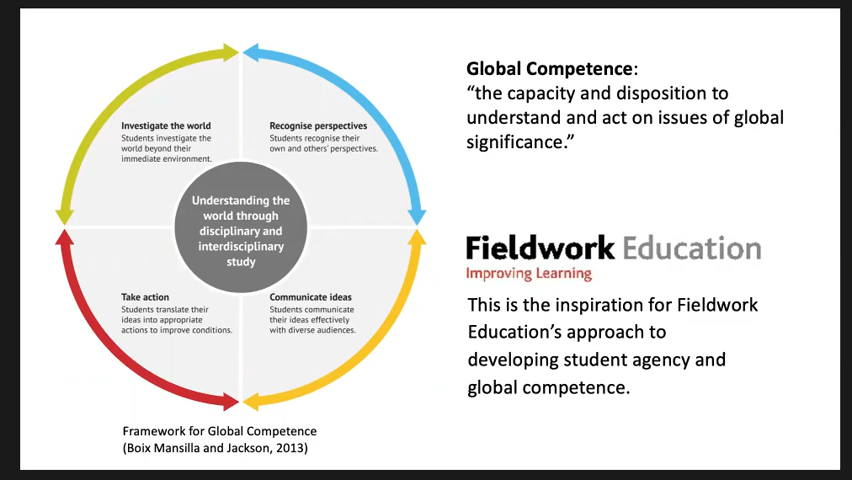 Investigate the world
Students investigate the
world beyond their
immediate environment.
Recognise perspectives
Students recognise their
own and others' perspectives.
Understanding the
world through
disciplinary and
interdisciplinary
study
Take action
Students translate their
ideas into appropriate
actions to improve conditions.
Communicate ideas
Students communicate
their ideas effectively
with diverse audiences.
Framework for Global Competence
(Boix Mansilla and Jackson, 2013)
Global Competence:
“the capacity and disposition to
understand and act on issues of global
significance.”
Fieldwork Education
Improving Learning
This is the inspiration for Fieldwork
Education’s approach to
developing student agency and
global competence.